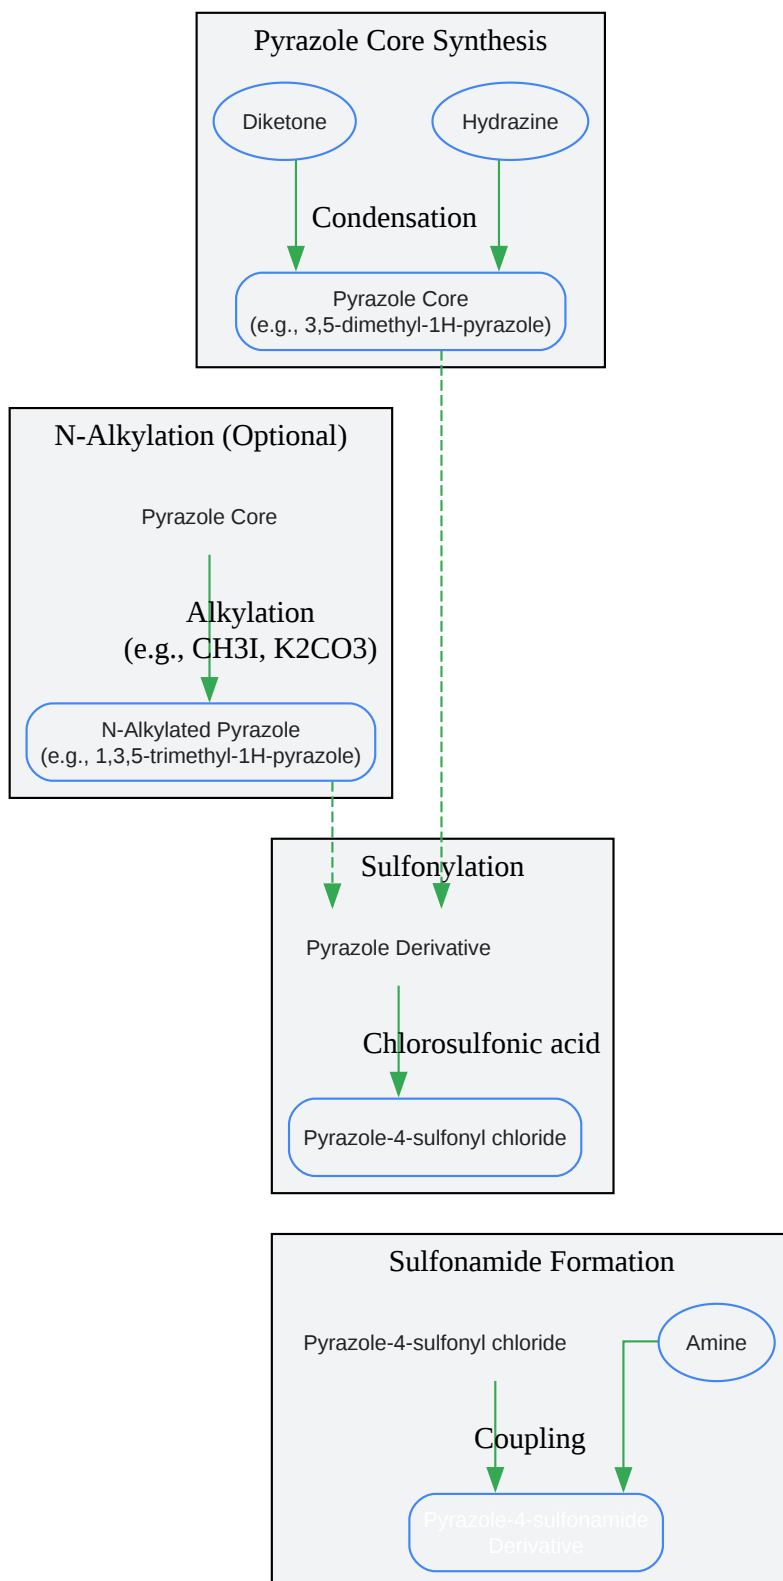 Pyrazole Core Synthesis
Diketone
Hydrazine
Condensation
Pyrazole Core
(e.g., 3,5-dimethyl-1H-pyrazole)
N-Alkylation (Optional)
Pyrazole Core
Alkylation
(e.g., CH3I, K2CO3)
N-Alkylated Pyrazole
(e.g., 1,3,5-trimethyl-1H-pyrazole)
Sulfonylation
Pyrazole Derivative
Chlorosulfonic acid
Pyrazole-4-sulfonyl chloride
Sulfonamide Formation
Pyrazole-4-sulfonyl chloride
Amine
Coupling
Pyrazole-4-sulfonamide
Derivative